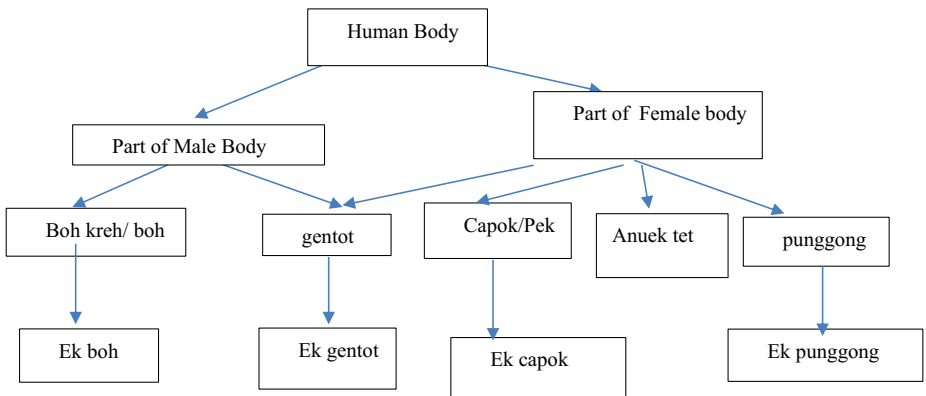 Human Body
Part of Female body
Part of Male Body
Boh kreh/ boh
gentot
Capok/Pek
Anuek tet
punggong
Ek boh
Ek gentot
Ek capok
Ek punggong